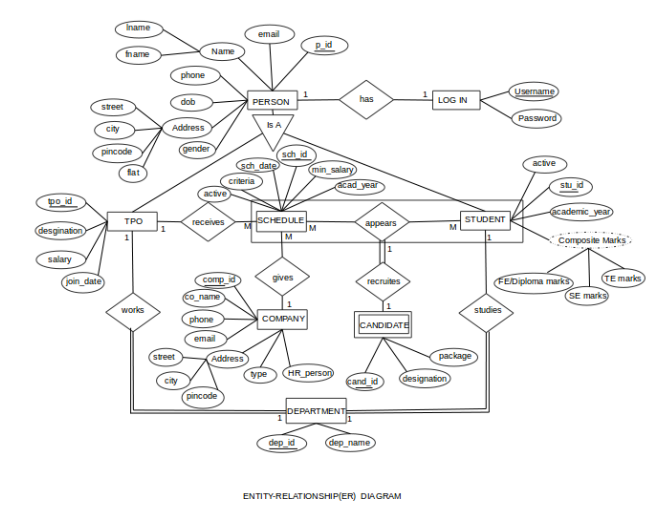 lname
email
fname
Name
p_id
phone
dob
PERSON
1
has
1
LOG IN
Username
Password
street
city
Address
pincode
gender
flat
Is A
sch_id
sch_date
min_salary
criteria
acad_year
active
active
stu_id
academic_year
tpo_id
desgination
TPO
1
receives
M
SCHEDULE
M
appears
M
STUDENT
salary
join_date
1
M
1
1
Composite Marks
FE/Diploma marks
TE marks
SE marks
gives
recruites
comp_id
co_name
phone
email
1
COMPANY
1
CANDIDATE
works
studies
street
Address
city
pincode
type
HR_person
package
designation
cand_id
DEPARTMENT
1
1
dep_id
dep_name
ENTITY-RELATIONSHIP(ER) DIAGRAM